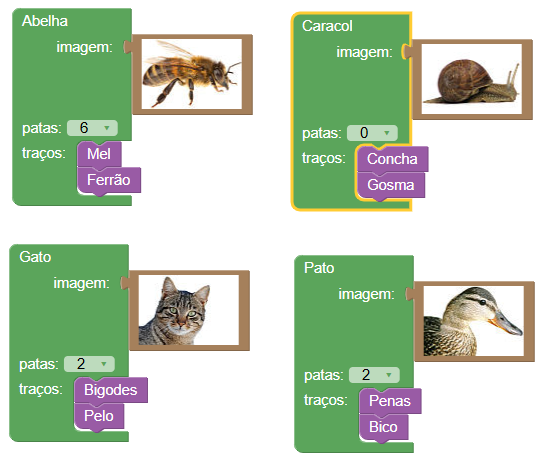 Abelha
imagem:
patas: 6
traços: Mel
Ferrão
Caracol
imagem:
patas: 0
traços: Concha
Gosma
Gato
imagem:
patas: 2
traços: Bigodes
Pelo
Pato
imagem:
patas: 2
traços: Penas
Bico